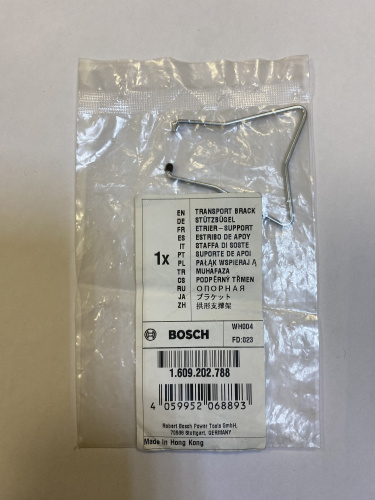 1x
EN TRANSPORT BRACK
DE STÜTZBÜGEL
FR ETRIER-SUPPORT
ES ESTRIBO DE APOY
IT STAFFA DI SOSTE
PT SUPORTE DE APOI
PL PAŁĄK WSPIERAJĄ
TR MUHAFAZA
CS PODPĚRNÝ TŘMEN
RU ОПОРНАЯ
JA ブラケット
ZH 拱形支撑架
BOSCH
WH004
FD:023
1.609.202.788
4 059952 068893
Robert Bosch Power Tools GmbH,
70538 Stuttgart, GERMANY
Made in Hong Kong